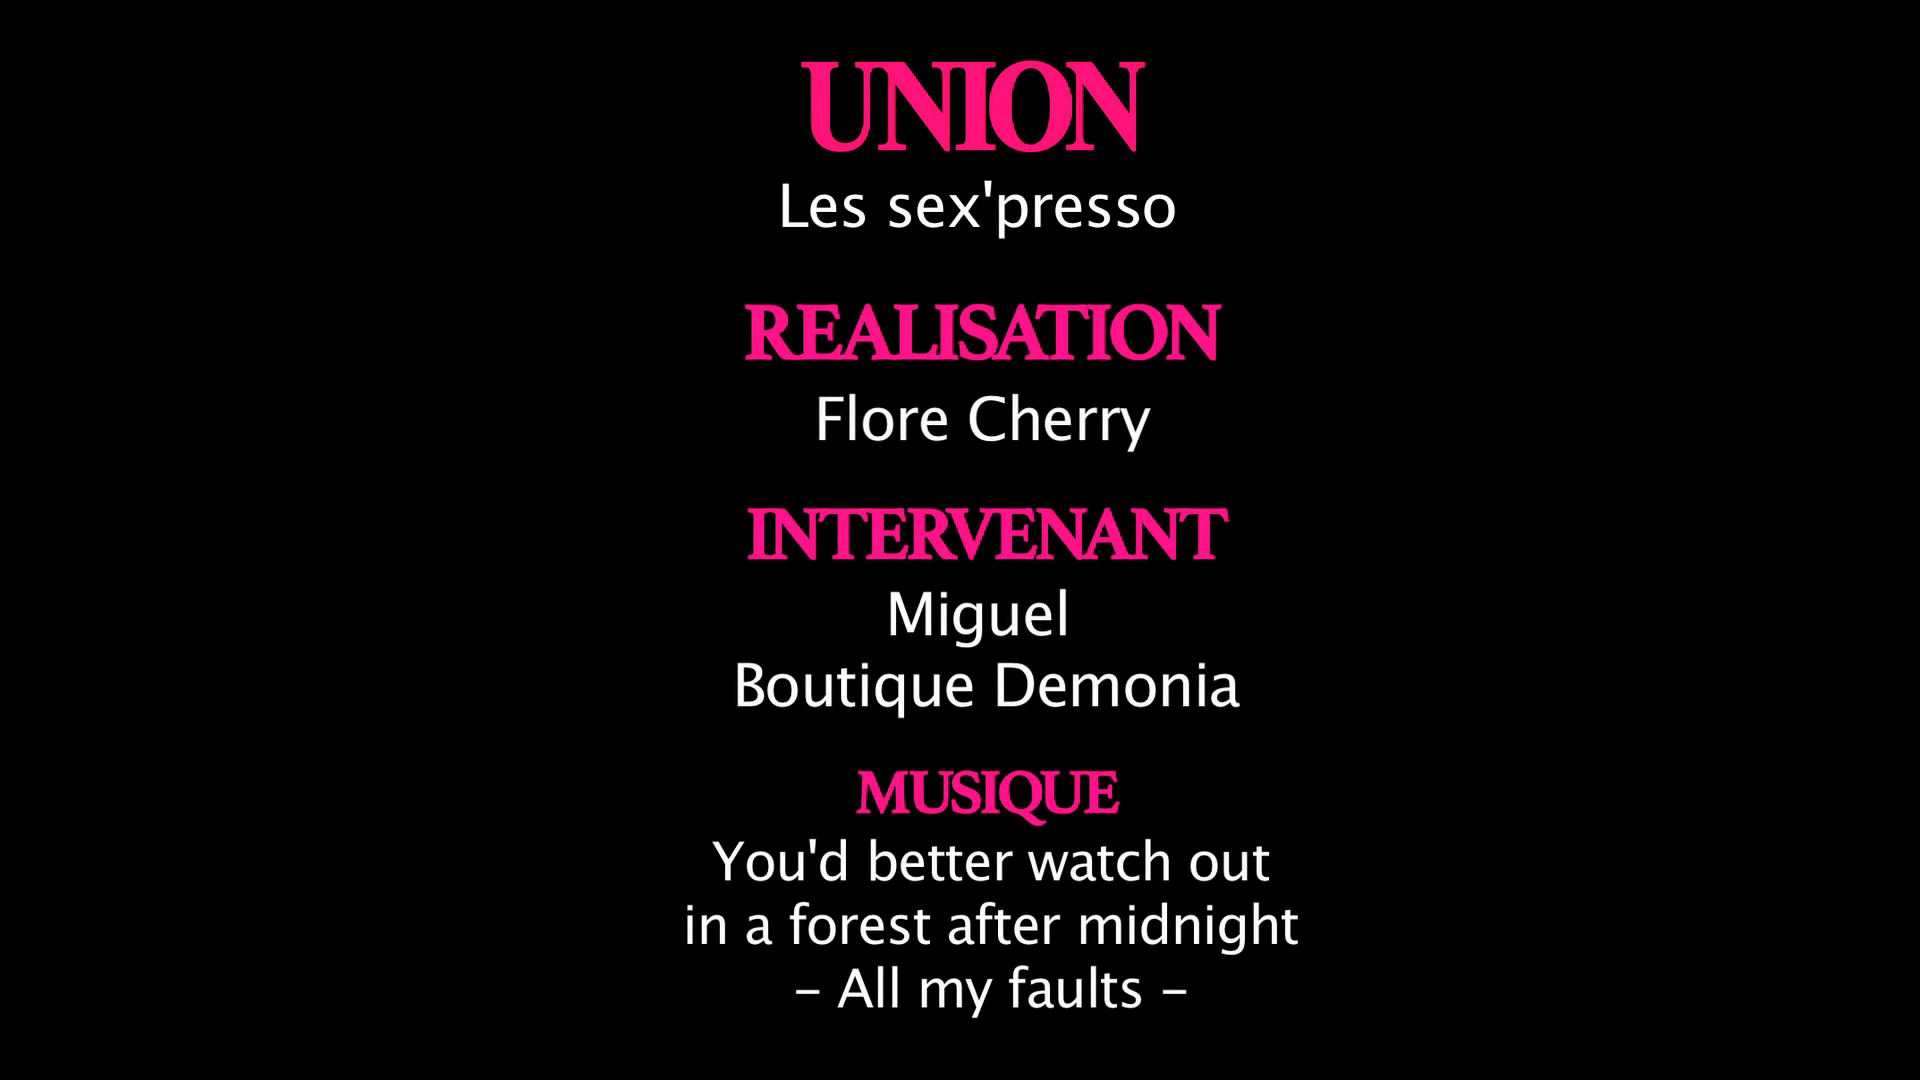 UNION
Les sex'presso
REALISATION
Flore Cherry
INTERVENANT
Miguel
Boutique Demonia
MUSIQUE
You'd better watch out
in a forest after midnight
– All my faults –